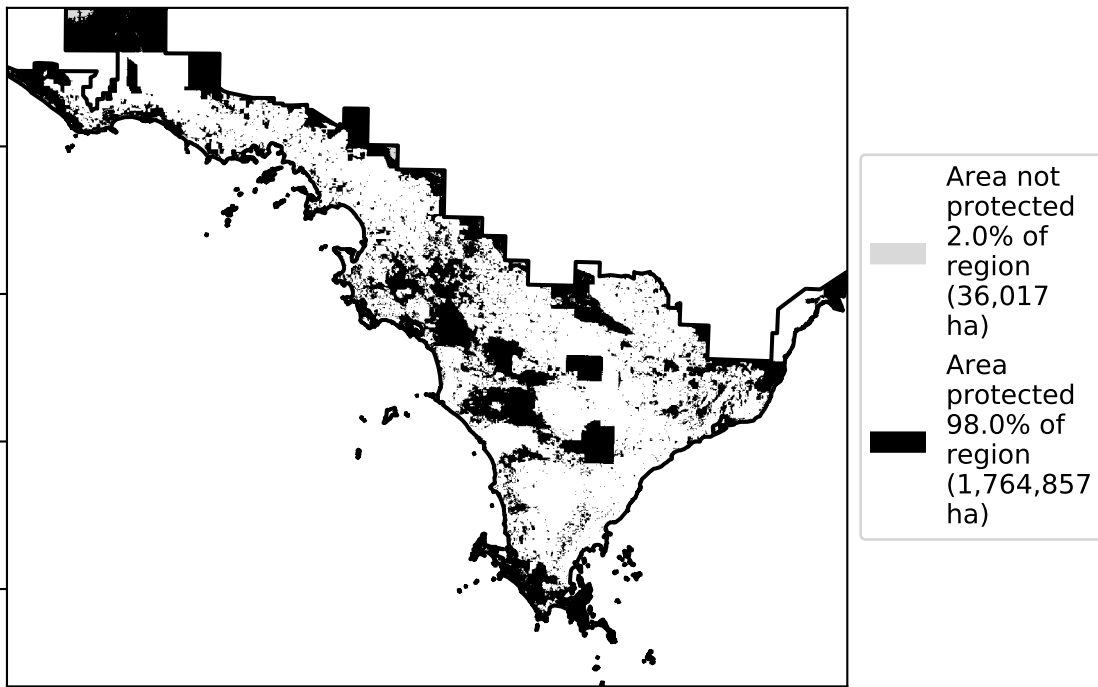 Area not
protected
2.0% of
region
(36,017
ha)
Area
protected
98.0% of
region
(1,764,857
ha)